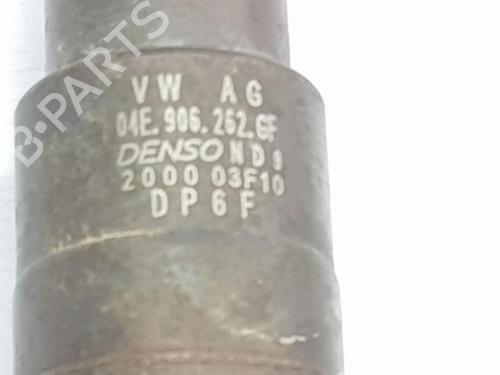 B-PARTS
VW AG
04E.906.262.GF
DENSO ND9
2000 03F10
DP6F